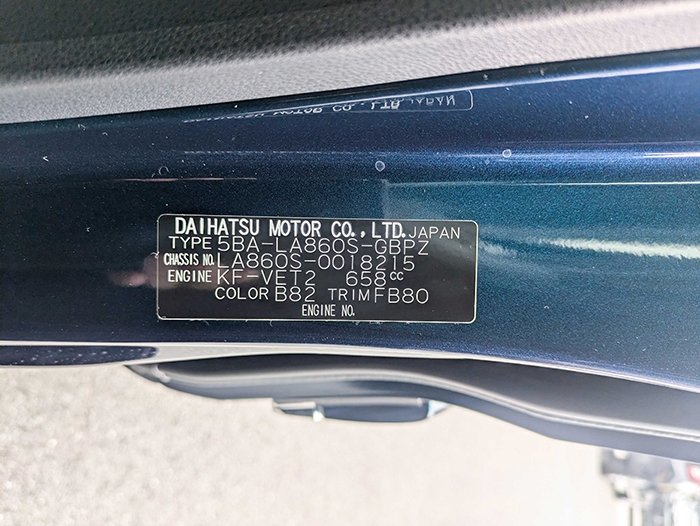 DAIHATSU MOTOR CO., LTD. JAPAN
TYPE 5BA-LA860S-GBPZ
CHASSIS NO. LA860S-0018215
ENGINE KF-VET2 658cc
COLOR B82 TRIM FB80
ENGINE NO.